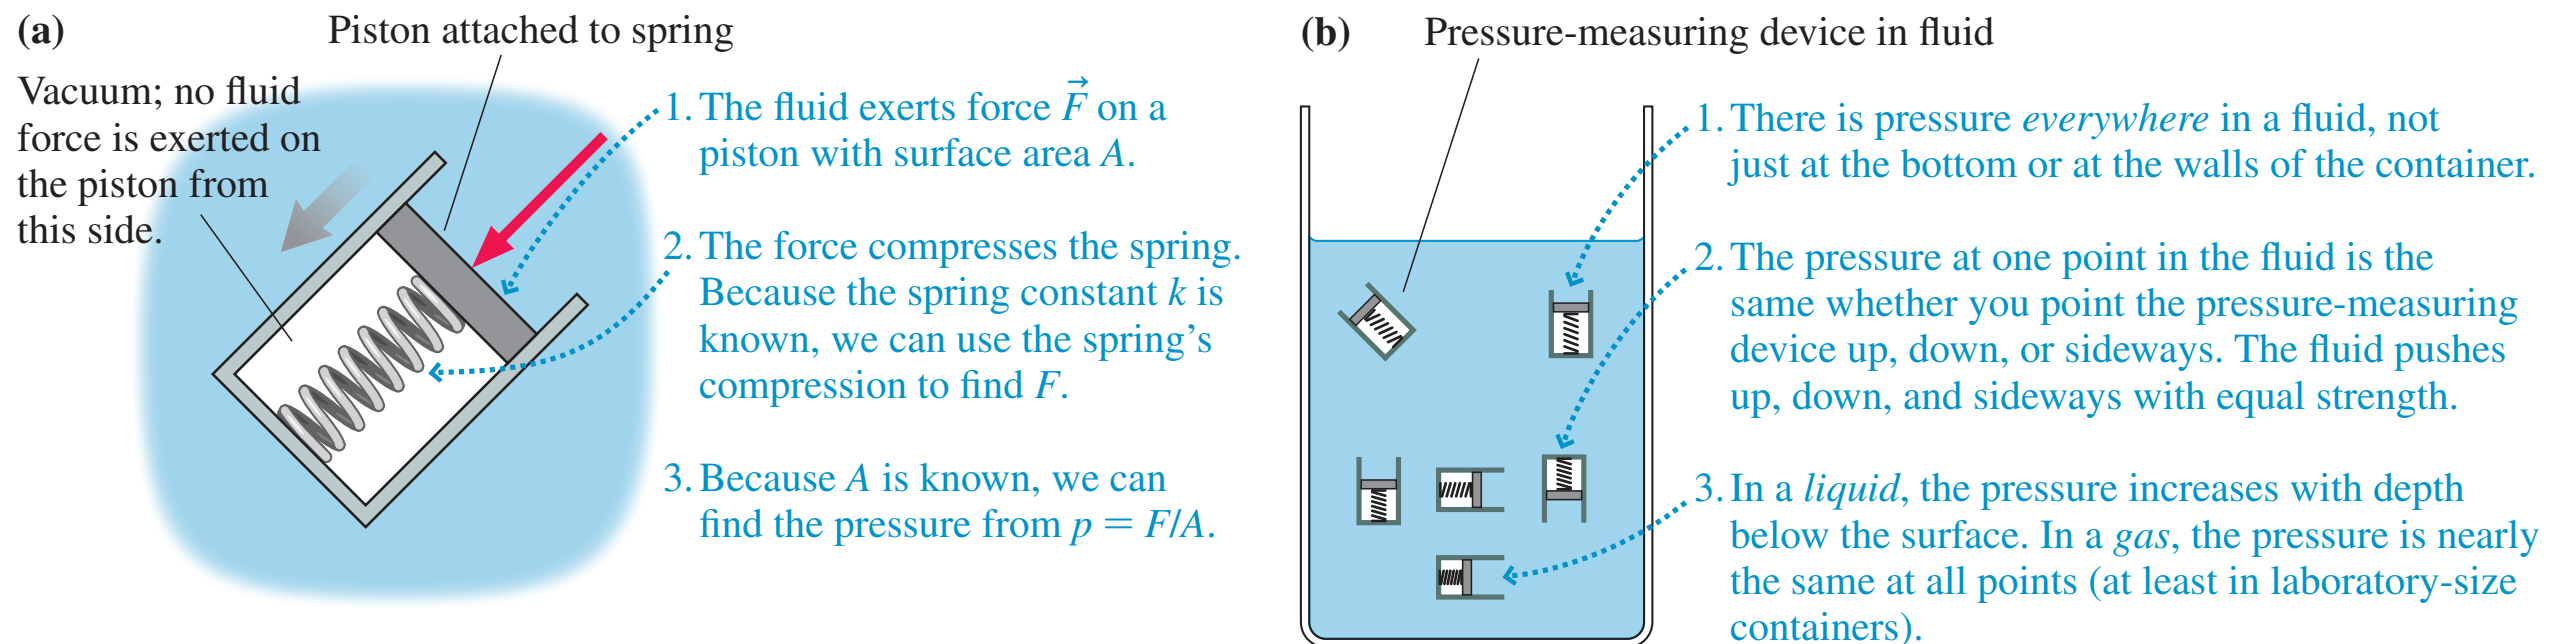 (a)
Piston attached to spring
Vacuum; no fluid
force is exerted on
the piston from
this side.
1. The fluid exerts force F⃗ on a
piston with surface area A.
2. The force compresses the spring.
Because the spring constant k is
known, we can use the spring’s
compression to find F.
3. Because A is known, we can
find the pressure from p = F/A.
(b)
Pressure-measuring device in fluid
1. There is pressure everywhere in a fluid, not
just at the bottom or at the walls of the container.
2. The pressure at one point in the fluid is the
same whether you point the pressure-measuring
device up, down, or sideways. The fluid pushes
up, down, and sideways with equal strength.
3. In a liquid, the pressure increases with depth
below the surface. In a gas, the pressure is nearly
the same at all points (at least in laboratory-size
containers).